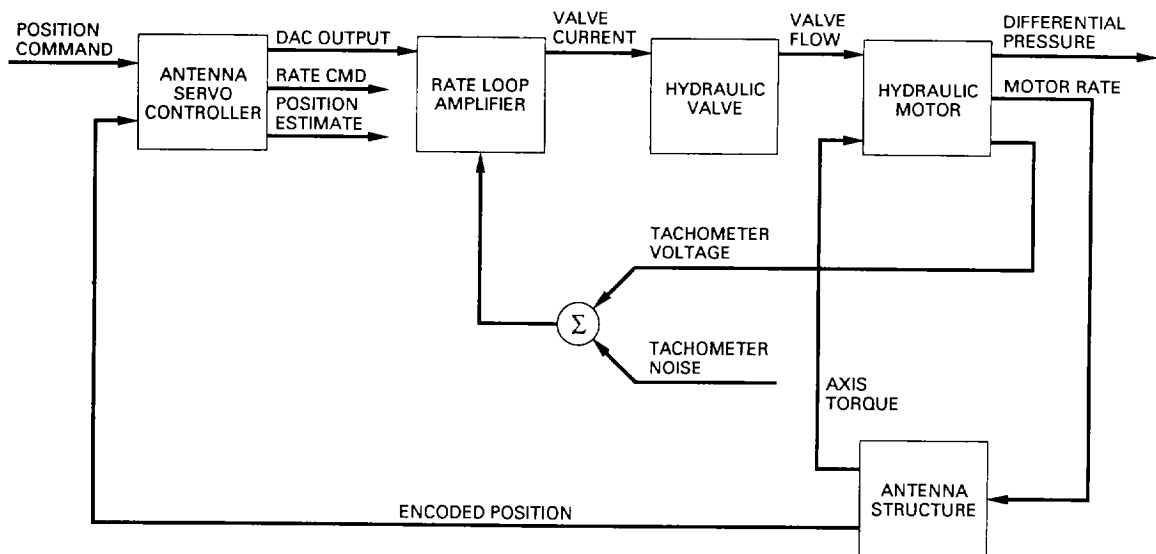 POSITION
COMMAND
ANTENNA
SERVO
CONTROLLER
DAC OUTPUT
RATE CMD
POSITION
ESTIMATE
RATE LOOP
AMPLIFIER
VALVE
CURRENT
HYDRAULIC
VALVE
VALVE
FLOW
HYDRAULIC
MOTOR
DIFFERENTIAL
PRESSURE
MOTOR RATE
TACHOMETER
VOLTAGE
Σ
TACHOMETER
NOISE
AXIS
TORQUE
ANTENNA
STRUCTURE
ENCODED POSITION